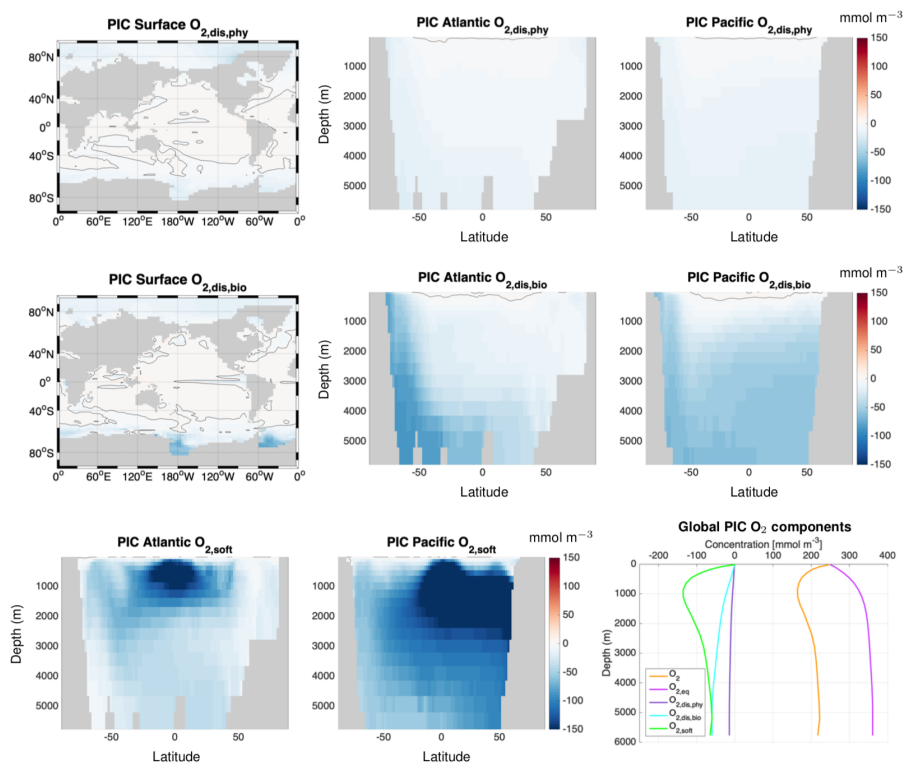 PIC Surface O2,dis,phy
80°N
40°N
0°
40°S
80°S
0° 60°E 120°E 180°W 120°W 60°W 0°
PIC Atlantic O2,dis,phy
Depth (m)
1000
2000
3000
4000
5000
-50 0 50
Latitude
PIC Pacific O2,dis,phy
1000
2000
3000
4000
5000
-50 0 50
Latitude
mmol m−3
150
100
50
0
-50
-100
-150
PIC Surface O2,dis,bio
80°N
40°N
0°
40°S
80°S
0° 60°E 120°E 180°W 120°W 60°W 0°
PIC Atlantic O2,dis,bio
Depth (m)
1000
2000
3000
4000
5000
-50 0 50
Latitude
PIC Pacific O2,dis,bio
1000
2000
3000
4000
5000
-50 0 50
Latitude
mmol m−3
150
100
50
0
-50
-100
-150
PIC Atlantic O2,soft
Depth (m)
1000
2000
3000
4000
5000
-50 0 50
Latitude
PIC Pacific O2,soft
1000
2000
3000
4000
5000
-50 0 50
Latitude
mmol m−3
150
100
50
0
-50
-100
-150
Global PIC O2 components
Concentration [mmol m-3]
-200 -100 0 100 200 300 400
Depth (m)
0
1000
2000
3000
4000
5000
6000
O2
O2,eq
O2,dis,phy
O2,dis,bio
O2,soft